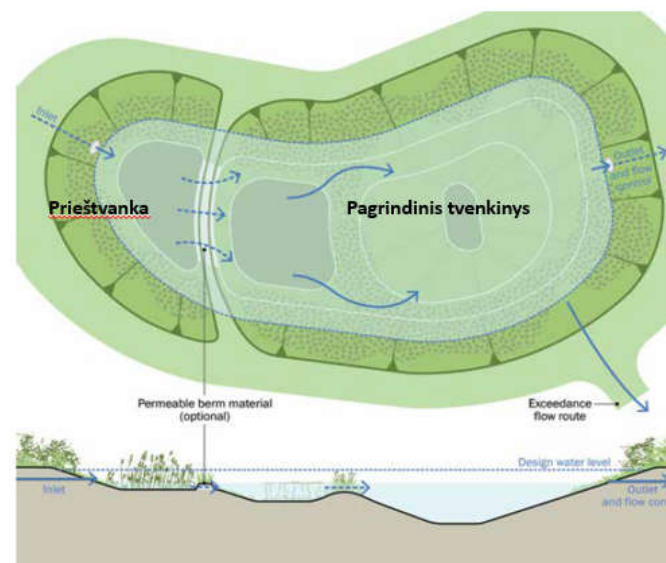 Inlet
Prieštvanka
Pagrindinis tvenkinys
Outlet
and flow
control
Permeable berm material
(optional)
Exceedance
flow route
Design water level
Inlet
Outlet
and flow con